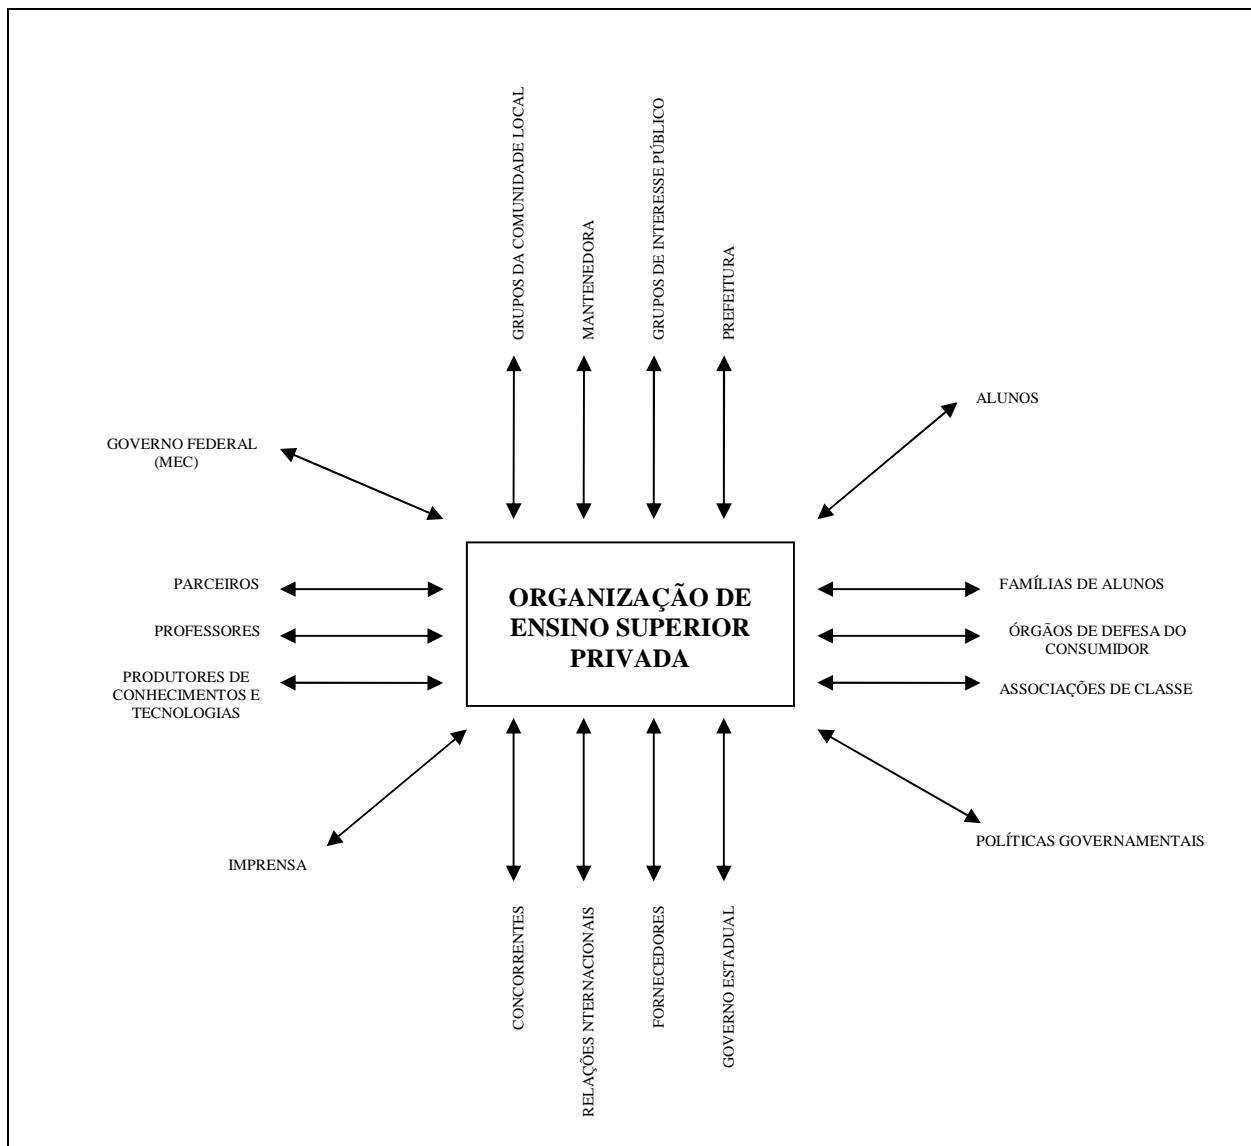 GRUPOS DA COMUNIDADE LOCAL
MANTENEDORA
GRUPOS DE INTERESSE PÚBLICO
PREFEITURA
ALUNOS
GOVERNO FEDERAL
(MEC)
PARCEIROS
PROFESSORES
PRODUTORES DE
CONHECIMENTOS E
TECNOLOGIAS
ORGANIZAÇÃO DE
ENSINO SUPERIOR
PRIVADA
FAMÍLIAS DE ALUNOS
ÓRGÃOS DE DEFESA DO
CONSUMIDOR
ASSOCIAÇÕES DE CLASSE
IMPRENSA
POLÍTICAS GOVERNAMENTAIS
CONCORRENTES
RELAÇÕES NTERNACIONAIS
FORNECEDORES
GOVERNO ESTADUAL